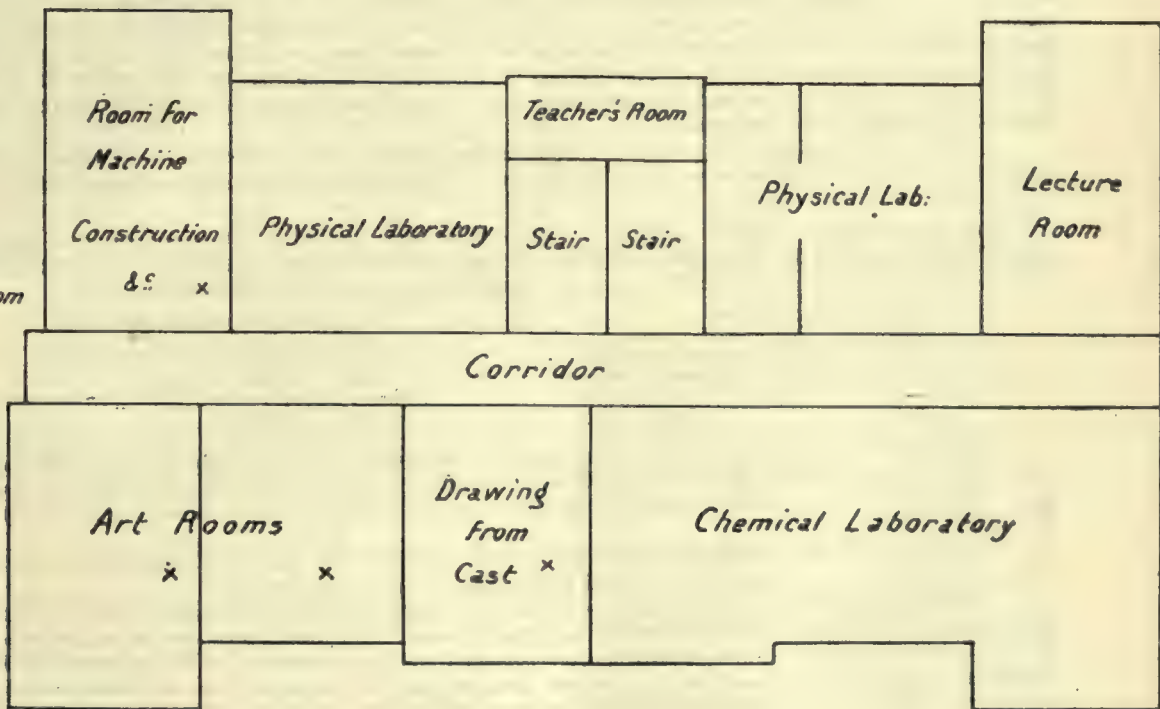 Room for
Machine
Construction
&c x
om
Physical Laboratory
Teacher's Room
Stair
Stair
Physical Lab:
Lecture
Room
Corridor
Art Rooms
x
x
Drawing
From
Cast x
Chemical Laboratory